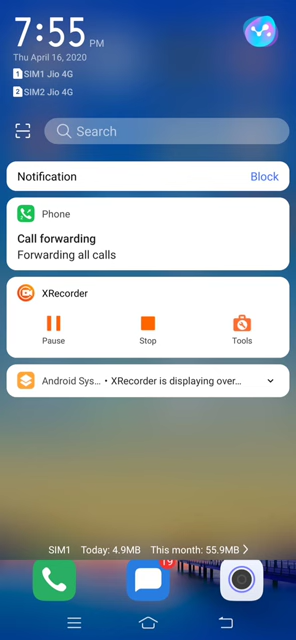 7:55 PM
Thu April 16, 2020
1 SIM1 Jio 4G
2 SIM2 Jio 4G
Search
Notification Block
Phone
Call forwarding
Forwarding all calls
XRecorder
Pause Stop Tools
Android Sys... • XRecorder is displaying over...
SIM1 Today: 4.9MB This month: 55.9MB
19